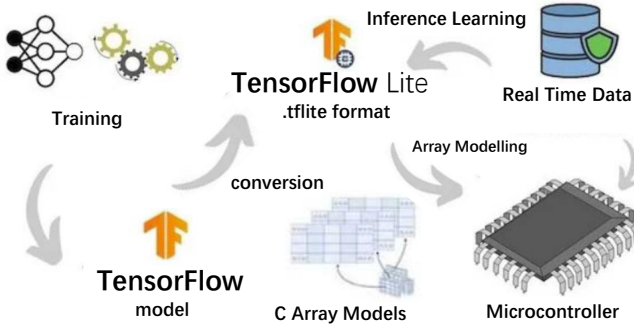 Inference Learning
TensorFlow Lite
.tflite format
Real Time Data
Training
Array Modelling
conversion
TensorFlow
model
C Array Models
Microcontroller